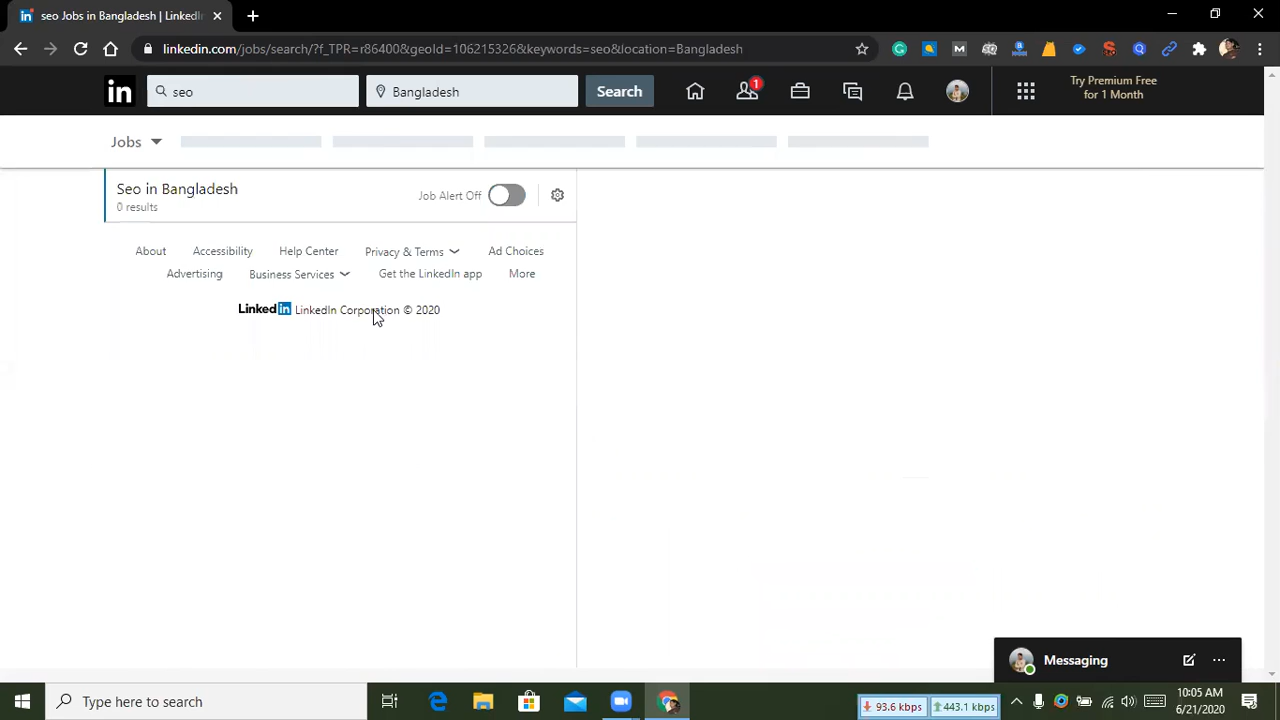 seo Jobs in Bangladesh | LinkedIn
linkedin.com/jobs/search/?f_TPR=r86400&geoId=106215326&keywords=seo&location=Bangladesh
in
seo
Bangladesh
Search
1
Try Premium Free
for 1 Month
Jobs
Seo in Bangladesh
0 results
Job Alert Off
About
Accessibility
Help Center
Privacy & Terms
Ad Choices
Advertising
Business Services
Get the LinkedIn app
More
LinkedIn LinkedIn Corporation © 2020
Messaging
Type here to search
93.6 kbps
443.1 kbps
10:05 AM
6/21/2020